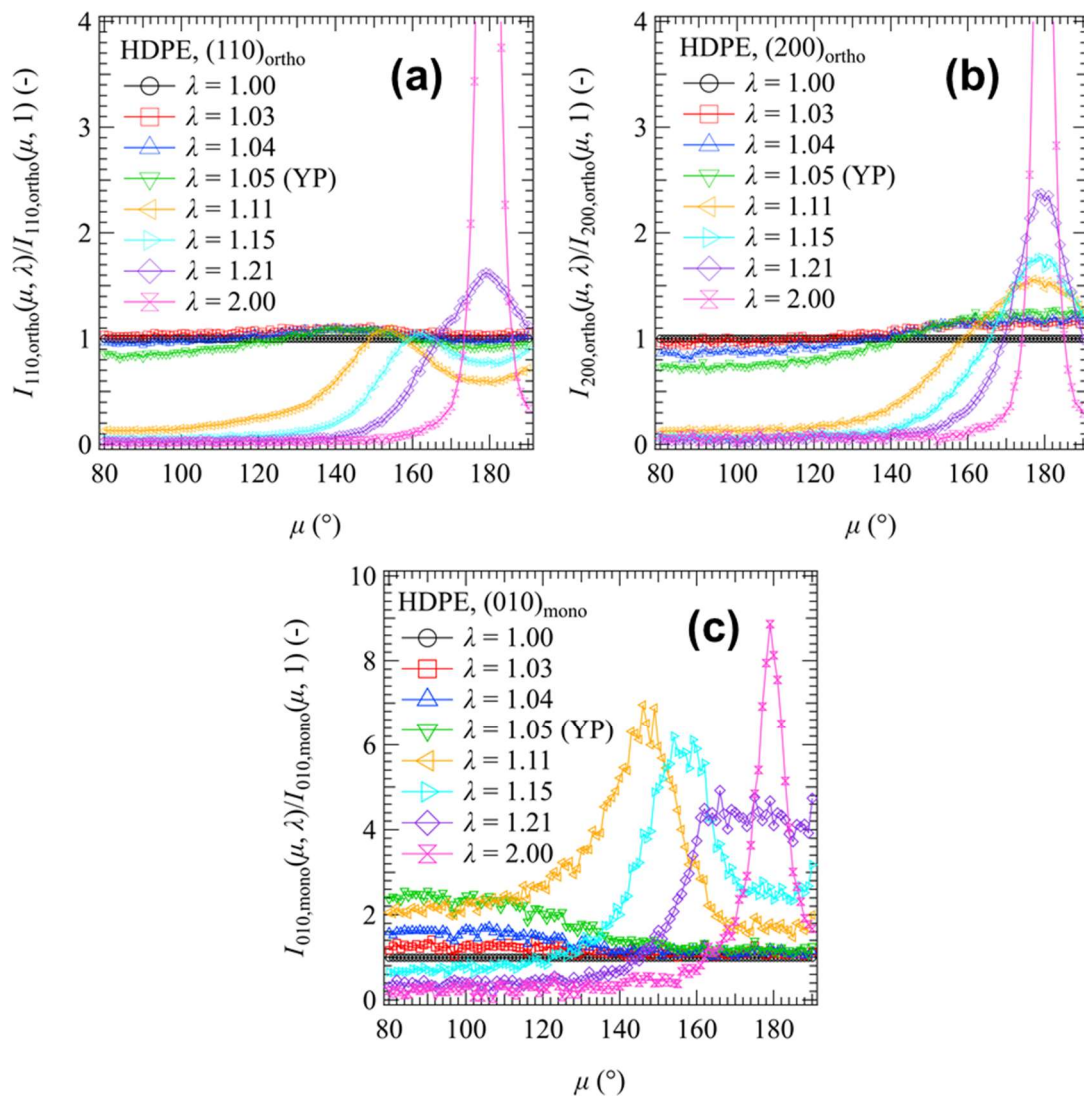 4
3
2
1
0
I110,ortho(μ, λ)/I110,ortho(μ, 1) (-)
HDPE, (110)ortho
(a)
λ = 1.00
λ = 1.03
λ = 1.04
λ = 1.05 (YP)
λ = 1.11
λ = 1.15
λ = 1.21
λ = 2.00
80 100 120 140 160 180
μ (°)
4
3
2
1
0
I200,ortho(μ, λ)/I200,ortho(μ, 1) (-)
HDPE, (200)ortho
(b)
λ = 1.00
λ = 1.03
λ = 1.04
λ = 1.05 (YP)
λ = 1.11
λ = 1.15
λ = 1.21
λ = 2.00
80 100 120 140 160 180
μ (°)
10
8
6
4
2
0
I010,mono(μ, λ)/I010,mono(μ, 1) (-)
HDPE, (010)mono
(c)
λ = 1.00
λ = 1.03
λ = 1.04
λ = 1.05 (YP)
λ = 1.11
λ = 1.15
λ = 1.21
λ = 2.00
80 100 120 140 160 180
μ (°)